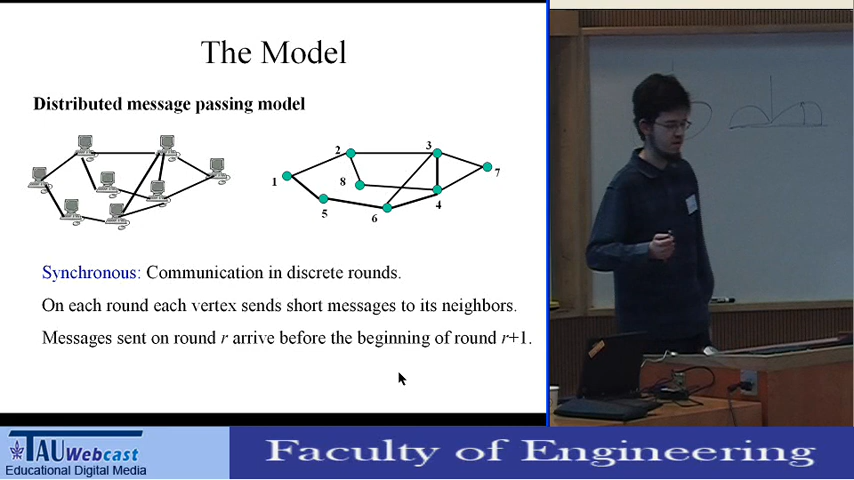 The Model
Distributed message passing model
1
2
3
4
5
6
7
8
Synchronous: Communication in discrete rounds.
On each round each vertex sends short messages to its neighbors.
Messages sent on round r arrive before the beginning of round r+1.
TAU Webcast
Educational Digital Media
Faculty of Engineering